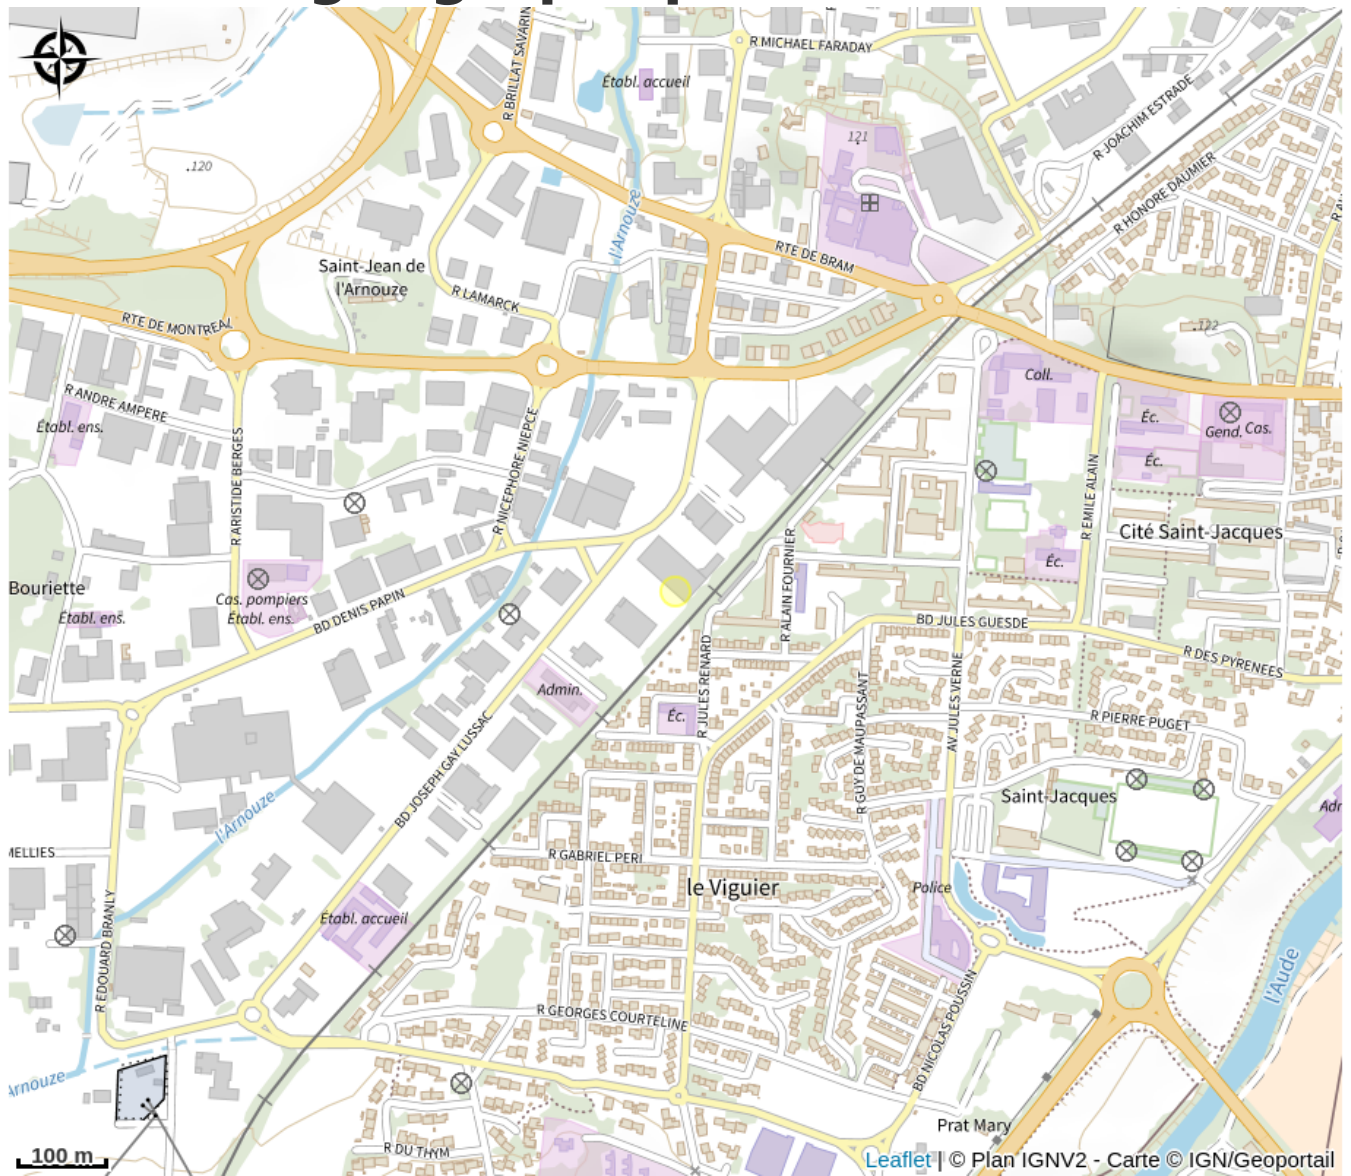 R MICHAEL FARADAY
R BRILLAT SAVARIN
Établ. accueil
R JOACHIM ESTRADE
121
.120
R HONORE DAUMIER
l'Arnouze
RTE DE BRAM
Saint-Jean de
l'Arnouze
R LAMARCK
RTE DE MONTREAL
.122
Coll.
R ANDRE AMPERE
Éc.
Gend. Cas.
Établ. ens.
R ARISTIDE BERGES
R NICEPHORE NIEPCE
Éc.
R EMILE ALAIN
Cité Saint-Jacques
R ALAIN FOURNIER
Éc.
Bouriette
Cas. pompiers
Établ. ens.
Établ. ens.
BD DENIS PAPIN
BD JULES GUESDE
R JULES RENARD
R DES PYRENEES
AV JULES VERNE
R GUY DE MAUPASSANT
Admin.
Éc.
R PIERRE PUGET
BD JOSEPH GAY LUSSAC
Saint-Jacques
l'Arnouze
MELLIES
R GABRIEL PERI
le Viguier
Police
Établ. accueil
R EDOUARD BRANLY
l'Aude
R GEORGES COURTELINE
BD NICOLAS POUSSIN
Arnouze
Prat Mary
R DU THYM
100 m
Leaflet | © Plan IGNV2 - Carte © IGN/Geoportail